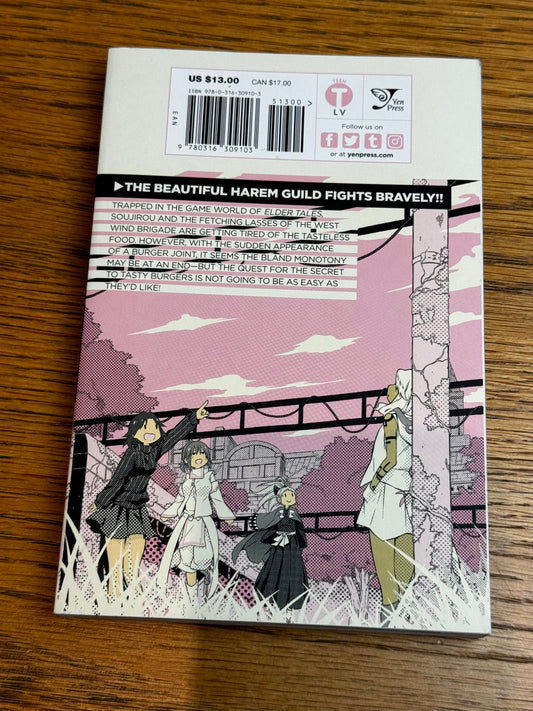 US $13.00 CAN $17.00
ISBN 978-0-316-30910-3
51300 >
EAN
9 780316 309103
TEEN
T
LV
Yen
Press
Follow us on
or at yenpress.com
▶THE BEAUTIFUL HAREM GUILD FIGHTS BRAVELY!!
TRAPPED IN THE GAME WORLD OF ELDER TALES,
SOUJIROU AND THE FETCHING LASSES OF THE WEST
WIND BRIGADE ARE GETTING TIRED OF THE TASTELESS
FOOD. HOWEVER, WITH THE SUDDEN APPEARANCE
OF A BURGER JOINT, IT SEEMS THE BLAND MONOTONY
MAY BE AT AN END—BUT THE QUEST FOR THE SECRET
TO TASTY BURGERS IS NOT GOING TO BE AS EASY AS
THEY'D LIKE!